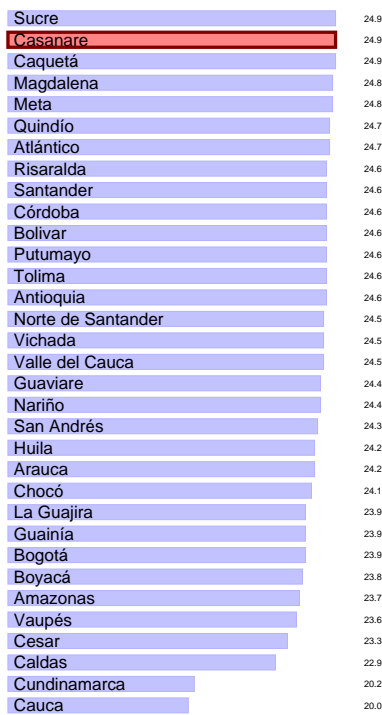 Sucre 24.9
Casanare 24.9
Caquetá 24.9
Magdalena 24.8
Meta 24.8
Quindío 24.7
Atlántico 24.7
Risaralda 24.6
Santander 24.6
Córdoba 24.6
Bolivar 24.6
Putumayo 24.6
Tolima 24.6
Antioquia 24.6
Norte de Santander 24.5
Vichada 24.5
Valle del Cauca 24.5
Guaviare 24.4
Nariño 24.4
San Andrés 24.3
Huila 24.2
Arauca 24.2
Chocó 24.1
La Guajira 23.9
Guainía 23.9
Bogotá 23.9
Boyacá 23.8
Amazonas 23.7
Vaupés 23.6
Cesar 23.3
Caldas 22.9
Cundinamarca 20.2
Cauca 20.0